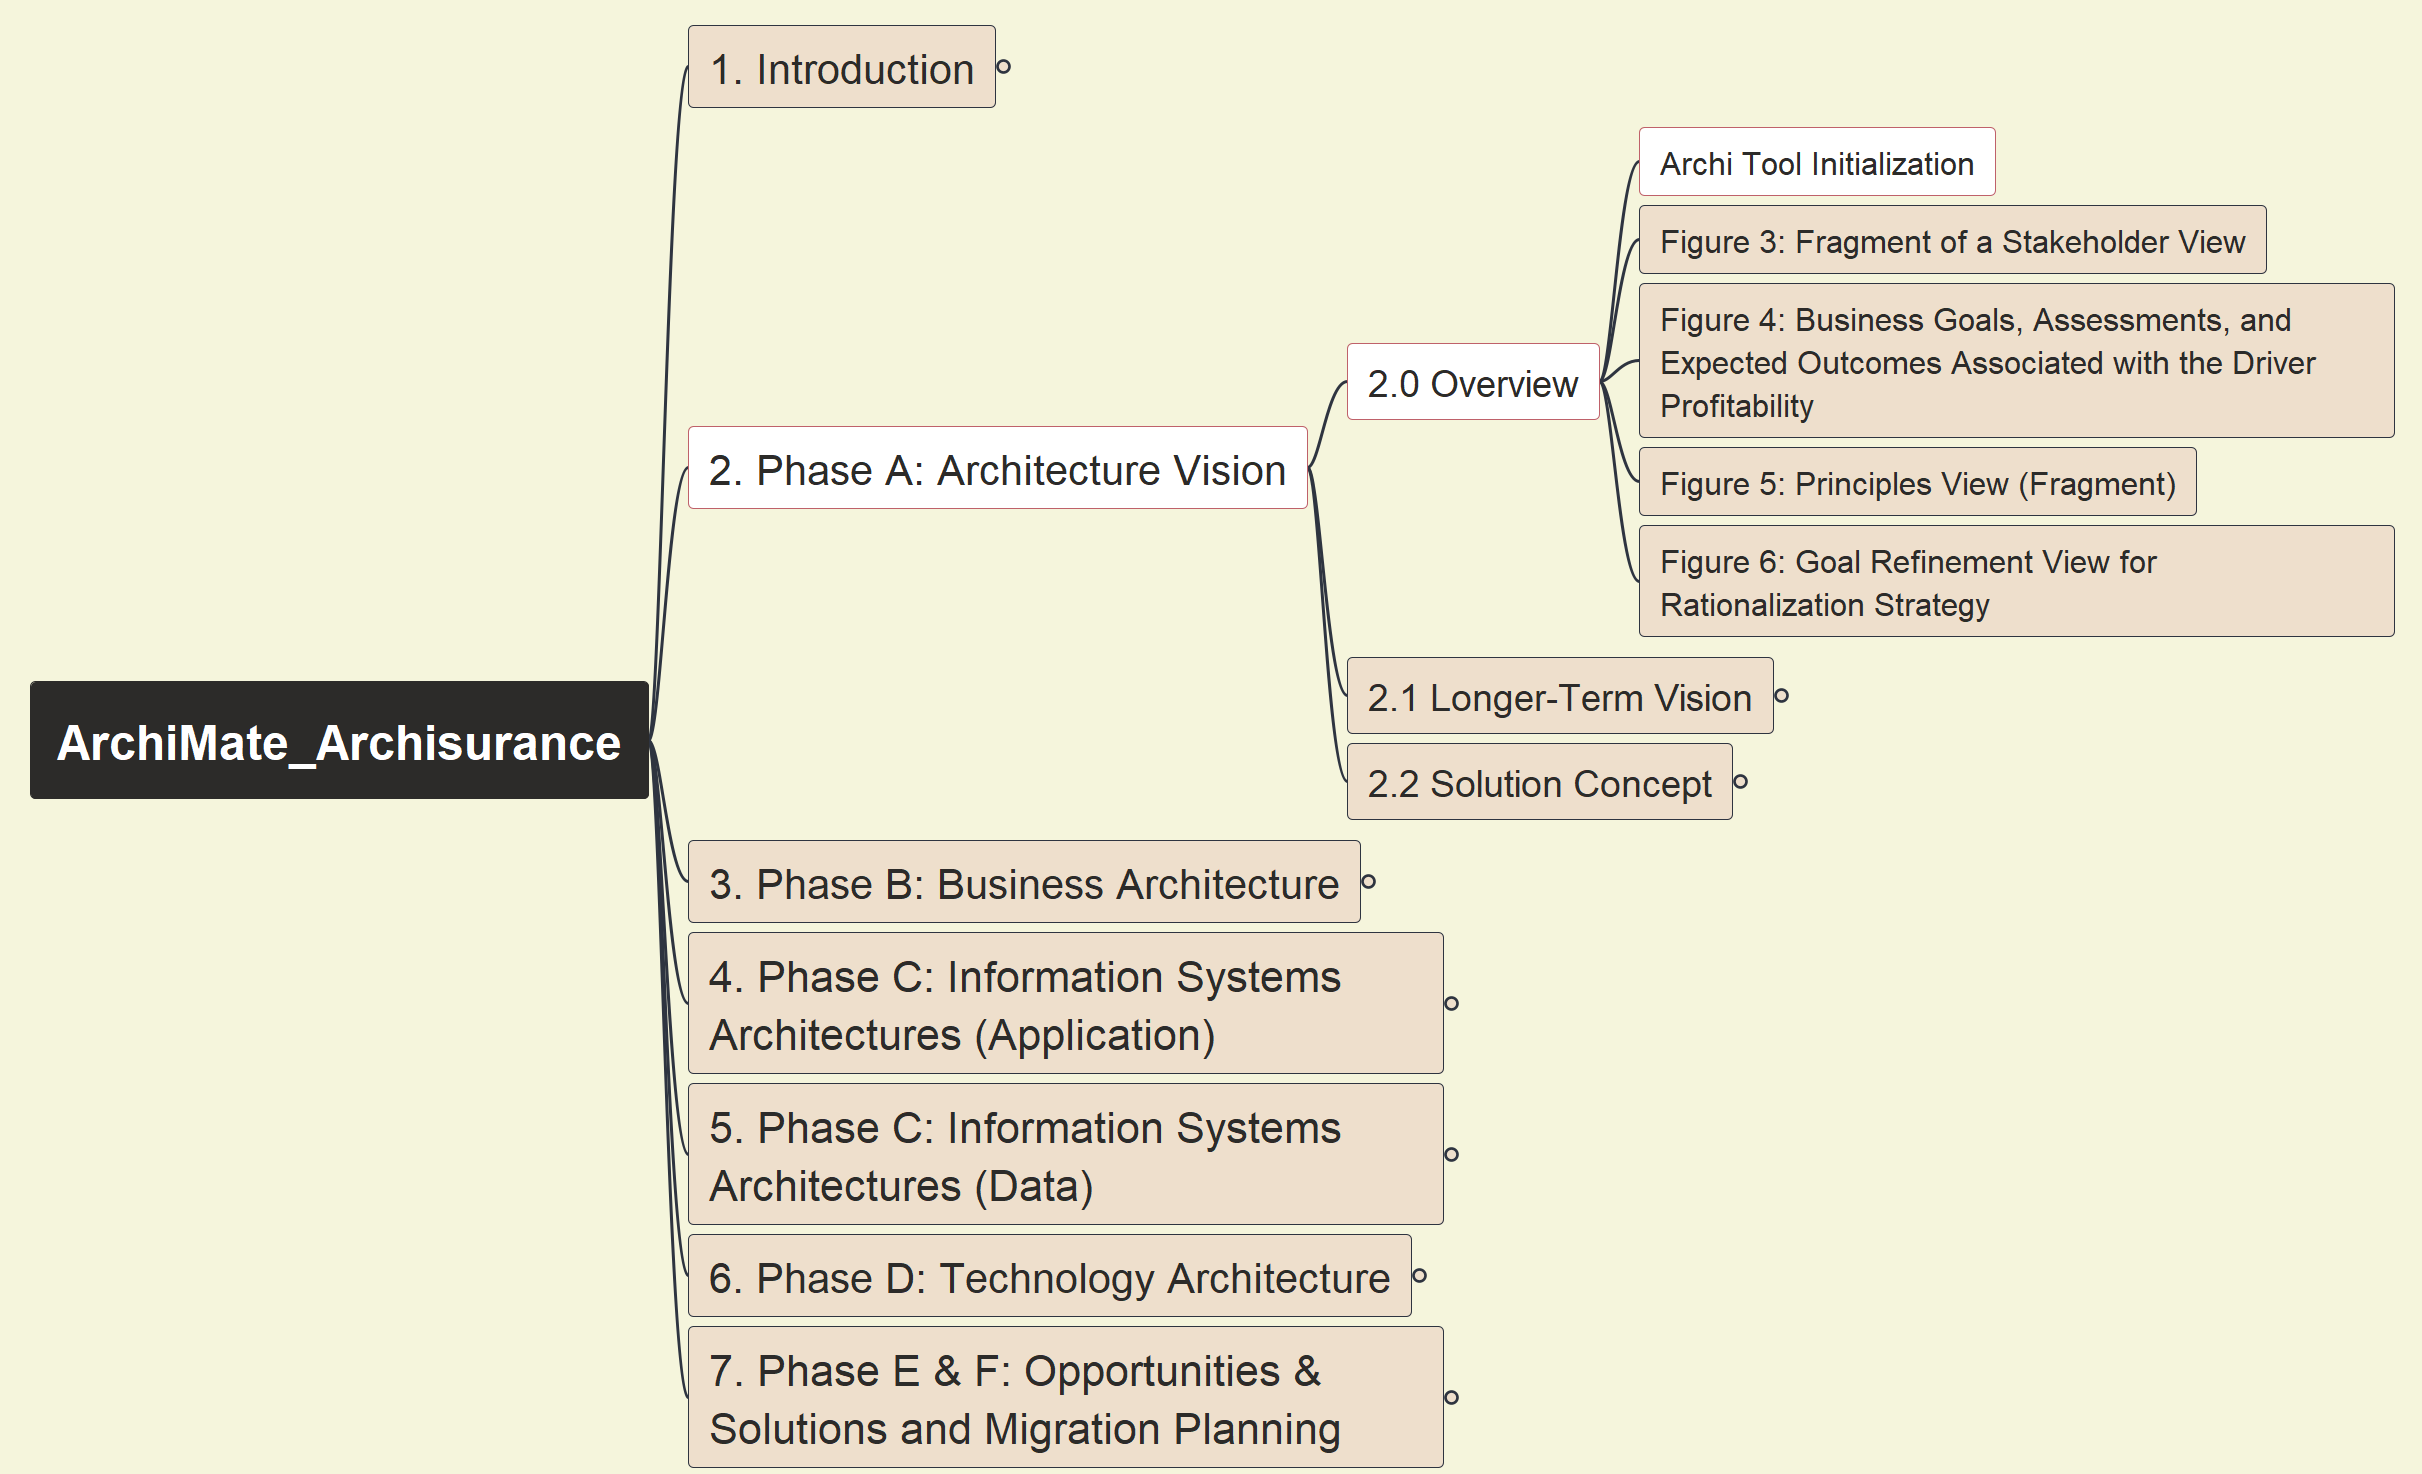 ArchiMate_Archisurance
1. Introduction
2. Phase A: Architecture Vision
2.0 Overview
Archi Tool Initialization
Figure 3: Fragment of a Stakeholder View
Figure 4: Business Goals, Assessments, and
Expected Outcomes Associated with the Driver
Profitability
Figure 5: Principles View (Fragment)
Figure 6: Goal Refinement View for
Rationalization Strategy
2.1 Longer-Term Vision
2.2 Solution Concept
3. Phase B: Business Architecture
4. Phase C: Information Systems
Architectures (Application)
5. Phase C: Information Systems
Architectures (Data)
6. Phase D: Technology Architecture
7. Phase E & F: Opportunities &
Solutions and Migration Planning